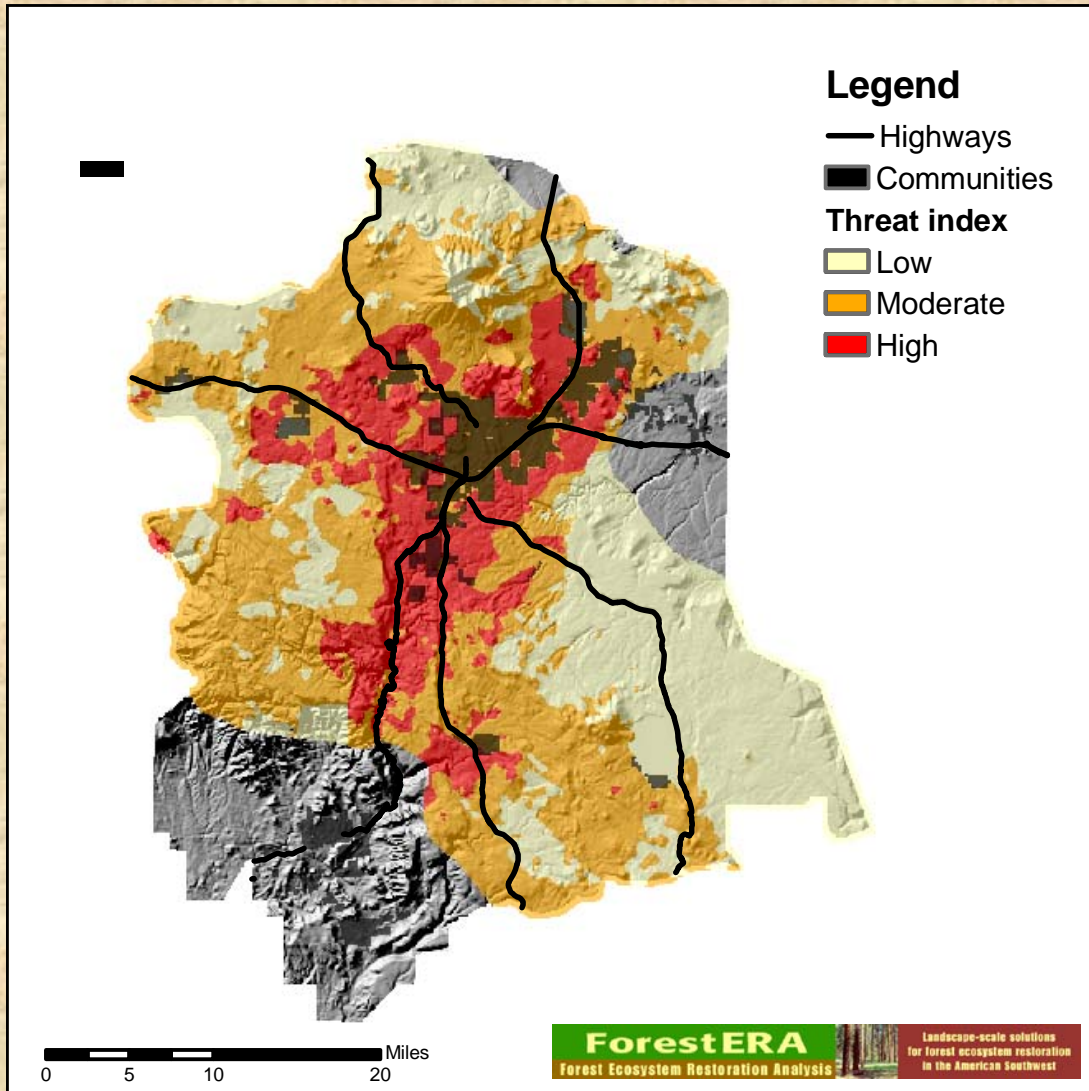 Legend
Highways
Communities
Threat index
Low
Moderate
High
Miles
0 5 10 20
ForestERA
Forest Ecosystem Restoration Analysis
Landscape-scale solutions
for forest ecosystem restoration
in the American Southwest